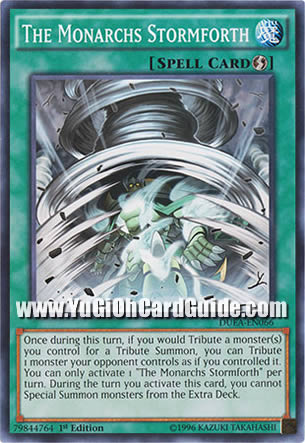 THE MONARCHS STORMFORTH
[SPELL CARD]
www.YuGiOhCardGuide.com
DUEA-EN066
Once during this turn, if you would Tribute a monster(s)
you control for a Tribute Summon, you can Tribute
1 monster your opponent controls as if you controlled it.
You can only activate 1 "The Monarchs Stormforth" per
turn. During the turn you activate this card, you cannot
Special Summon monsters from the Extra Deck.
79844764 1st Edition ©1996 KAZUKI TAKAHASHI